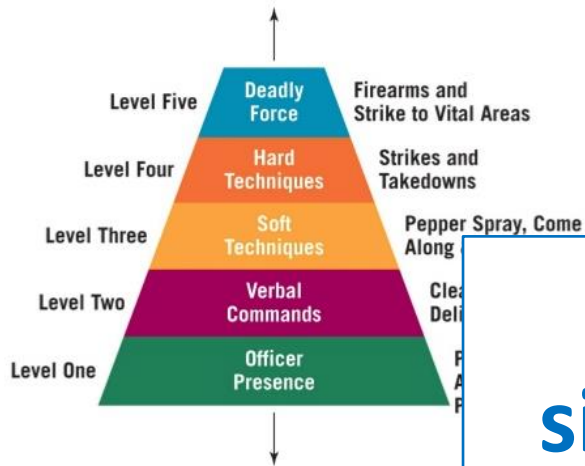 Level Five
Deadly
Force
Firearms and
Strike to Vital Areas
Level Four
Hard
Techniques
Strikes and
Takedowns
Level Three
Soft
Techniques
Pepper Spray, Come
Along
Level Two
Verbal
Commands
Level One
Officer
Presence